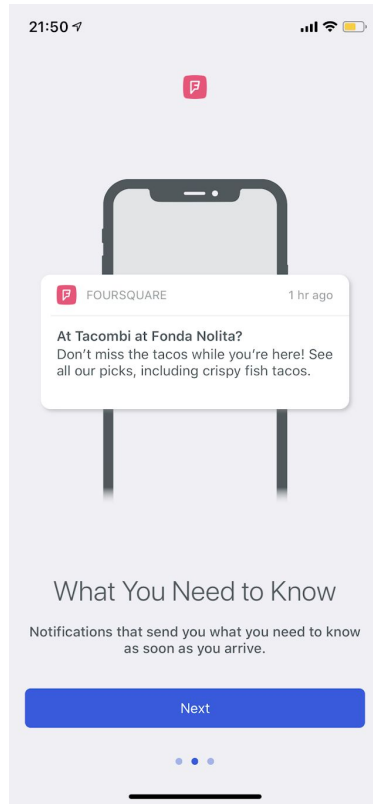 21:50
FOURSQUARE 1 hr ago
At Tacombi at Fonda Nolita?
Don't miss the tacos while you're here! See
all our picks, including crispy fish tacos.
What You Need to Know
Notifications that send you what you need to know
as soon as you arrive.
Next